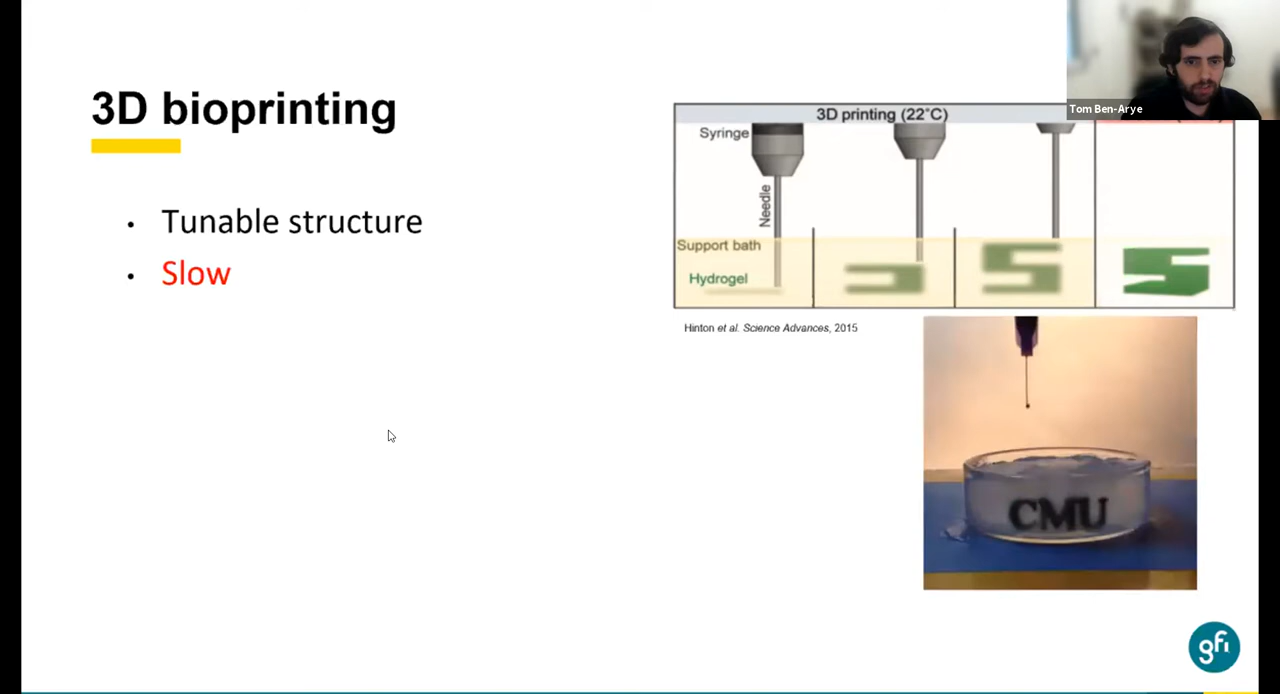 3D bioprinting
• Tunable structure
• Slow
3D printing (22°C)
Syringe
Needle
Support bath
Hydrogel
Hinton et al. Science Advances, 2015
CMU
Tom Ben-Arye
gfi